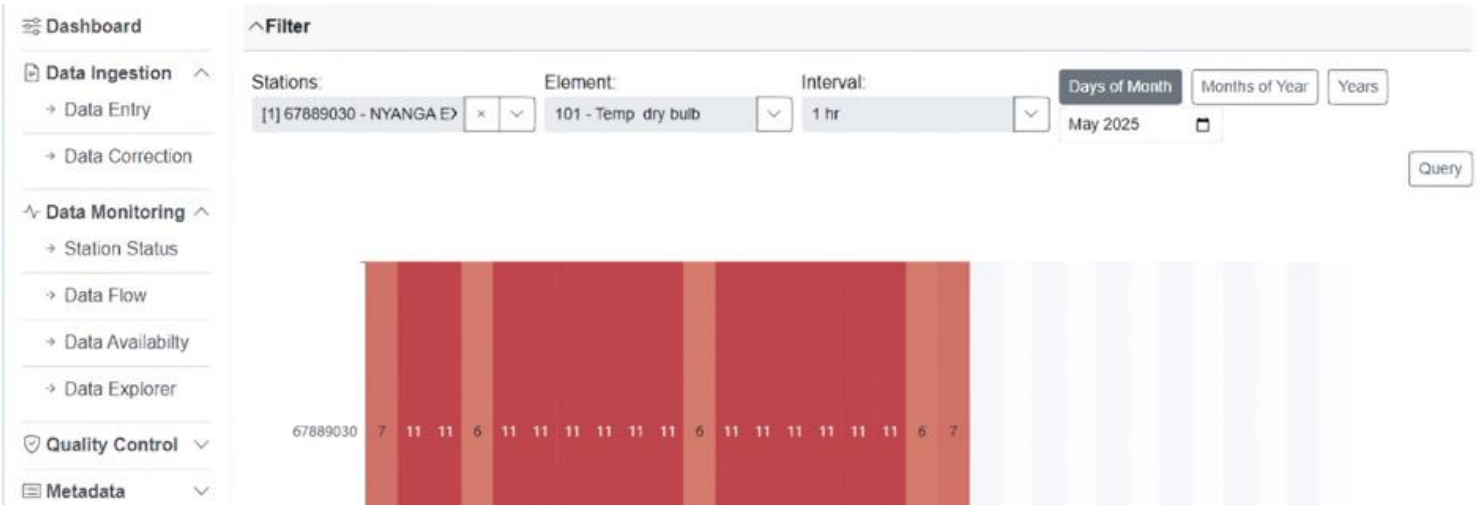 Dashboard
Data Ingestion
→ Data Entry
→ Data Correction
Data Monitoring
→ Station Status
→ Data Flow
→ Data Availabilty
→ Data Explorer
Quality Control
Metadata
Filter
Stations:
[1] 67889030 - NYANGA EX
×
Element:
101 - Temp dry bulb
Interval:
1 hr
Days of Month
Months of Year
Years
May 2025
Query
67889030 7 11 11 6 11 11 11 11 11 11 6 11 11 11 11 11 11 6 7